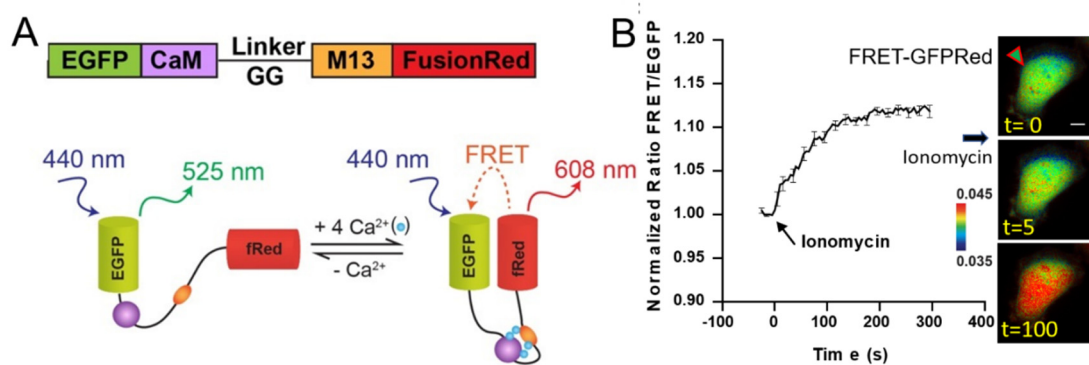 A
EGFP CaM Linker GG M13 FusionRed
440 nm
525 nm
EGFP
fRed
+ 4 Ca²⁺( )
- Ca²⁺
440 nm
FRET
608 nm
EGFP
fRed
B
FRET-GFPRed
Normalized Ratio FRET/EGFP
1.20
1.15
1.10
1.05
1.00
0.95
0.90
-100 0 100 200 300 400
Tim e (s)
Ionomycin
t= 0
Ionomycin
0.045
0.035
t=5
t=100